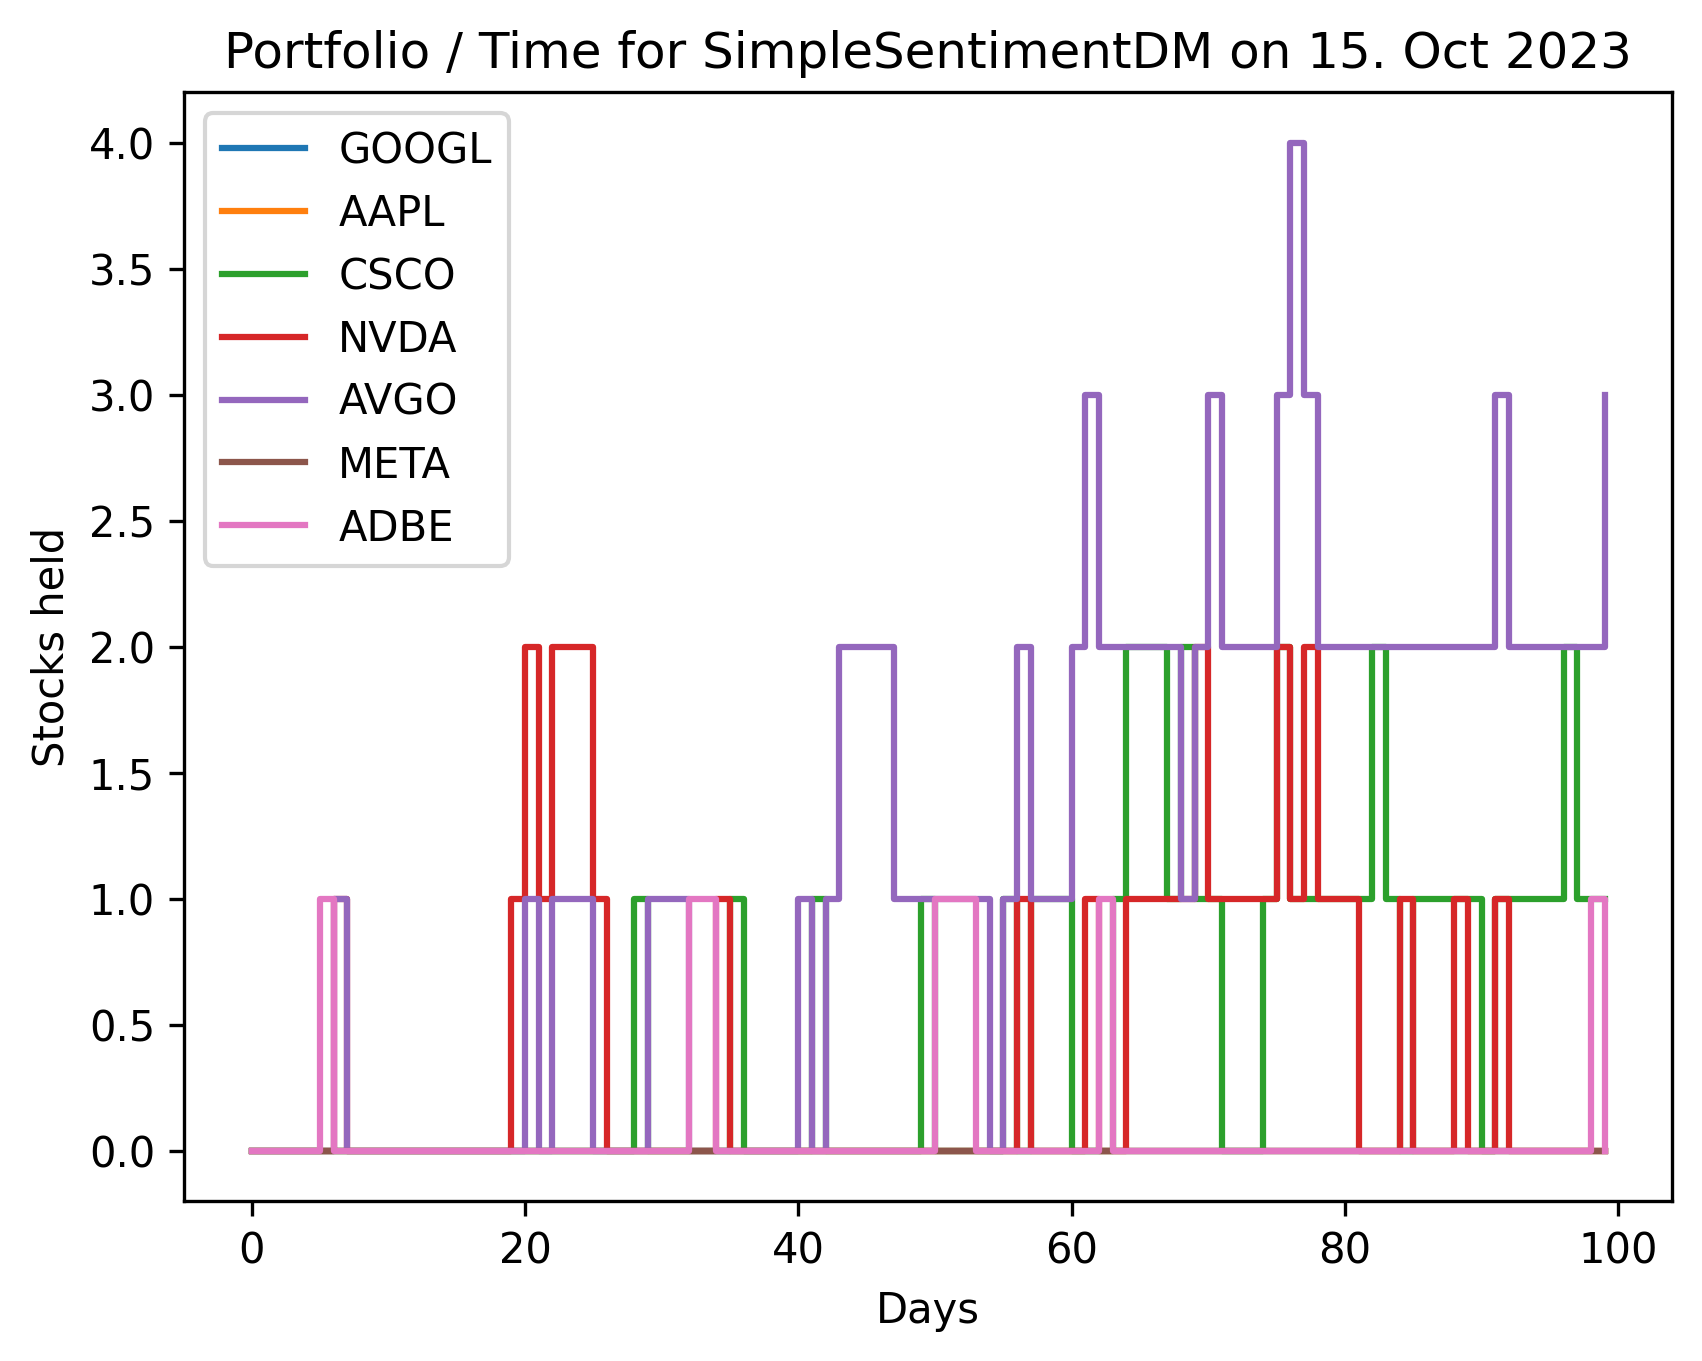 Portfolio / Time for SimpleSentimentDM on 15. Oct 2023
GOOGL
AAPL
CSCO
NVDA
AVGO
META
ADBE
4.0
3.5
3.0
2.5
2.0
1.5
1.0
0.5
0.0
Stocks held
0 20 40 60 80 100
Days